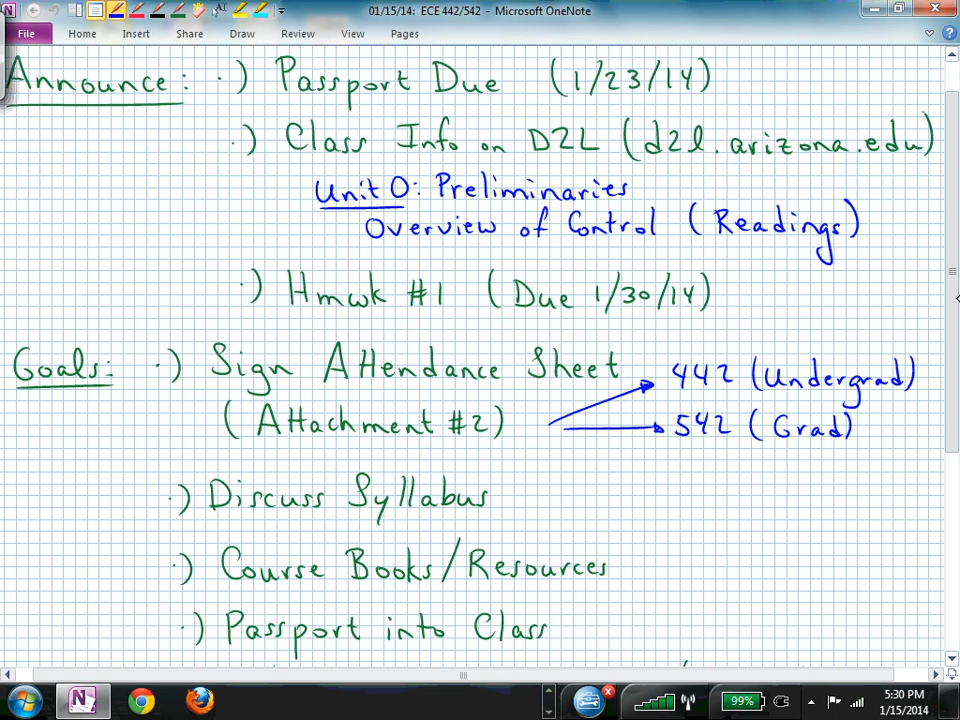 01/15/14: ECE 442/542 - Microsoft OneNote
File Home Insert Share Draw Review View Pages
Announce: ·) Passport Due (1/23/14)
·) Class Info on D2L (d2l.arizona.edu)
Unit 0: Preliminaries
Overview of Control (Readings)
·) Hmwk #1 (Due 1/30/14)
Goals: ·) Sign Attendance Sheet
442 (Undergrad)
(Attachment #2)
542 (Grad)
·) Discuss Syllabus
·) Course Books/Resources
·) Passport into Class
99%
5:30 PM
1/15/2014